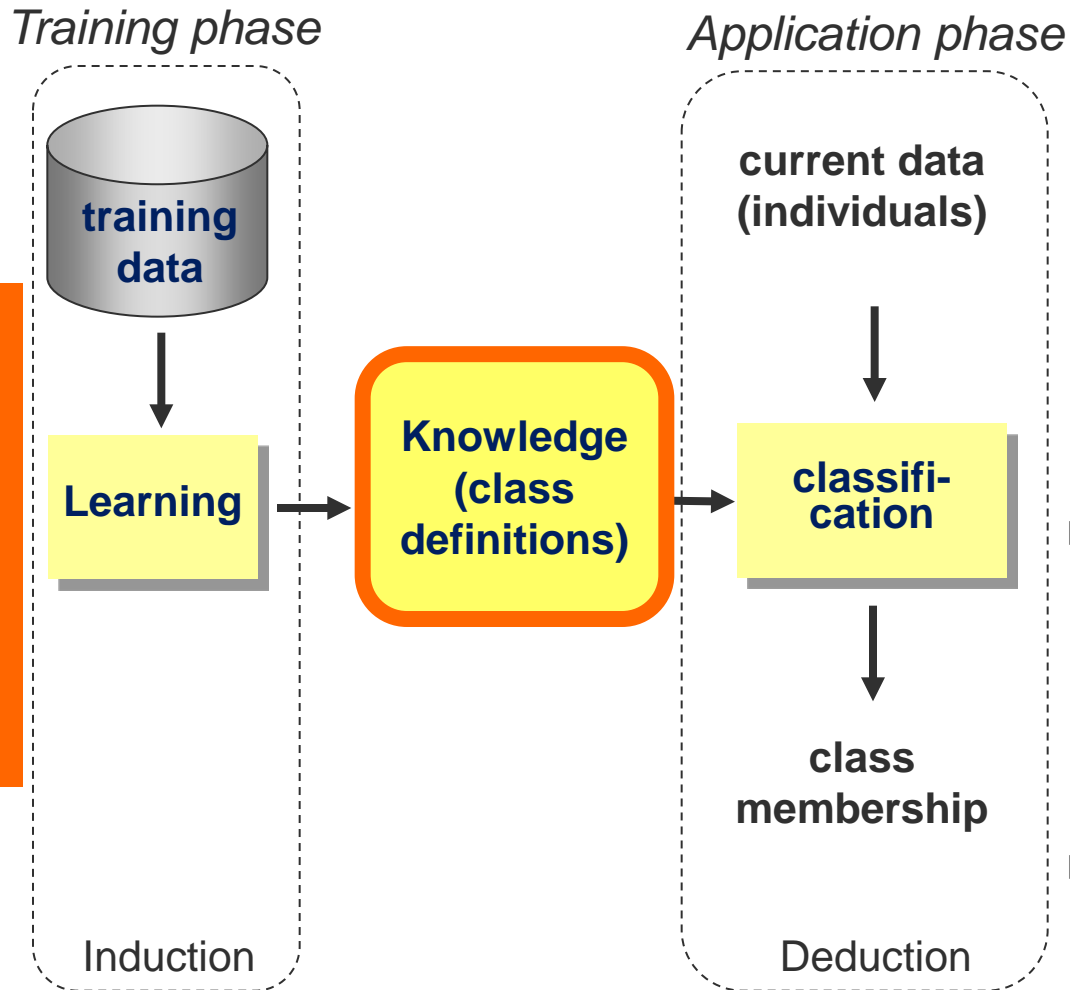 Training phase
Application phase
training
data
current data
(individuals)
Learning
Knowledge
(class
definitions)
classifi-
cation
class
membership
Induction
Deduction